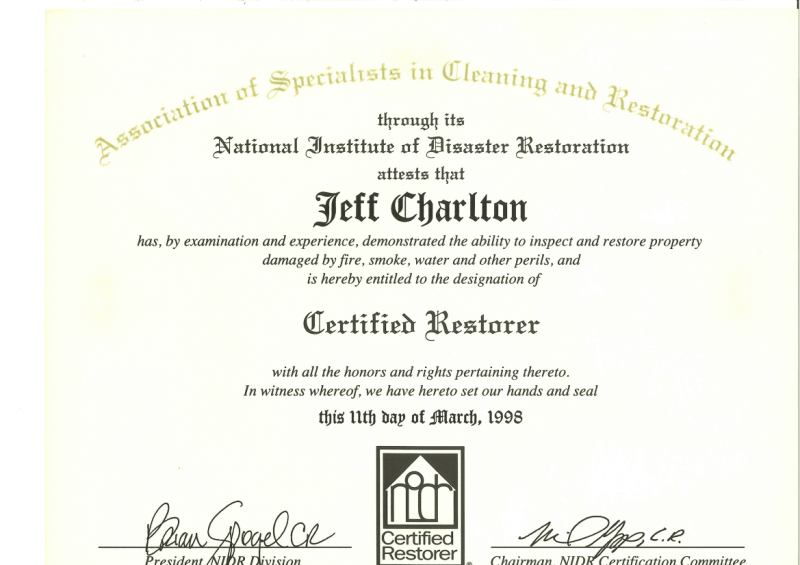 Association of Specialists in Cleaning and Restoration
through its
National Institute of Disaster Restoration
attests that
Jeff Charlton
has, by examination and experience, demonstrated the ability to inspect and restore property
damaged by fire, smoke, water and other perils, and
is hereby entitled to the designation of
Certified Restorer
with all the honors and rights pertaining thereto.
In witness whereof, we have hereto set our hands and seal
this 11th day of March, 1998
nidr
Certified
Restorer
®
Brian Spogel CR
C.R.
President NIDR Division
Chairman, NIDR Certification Committee